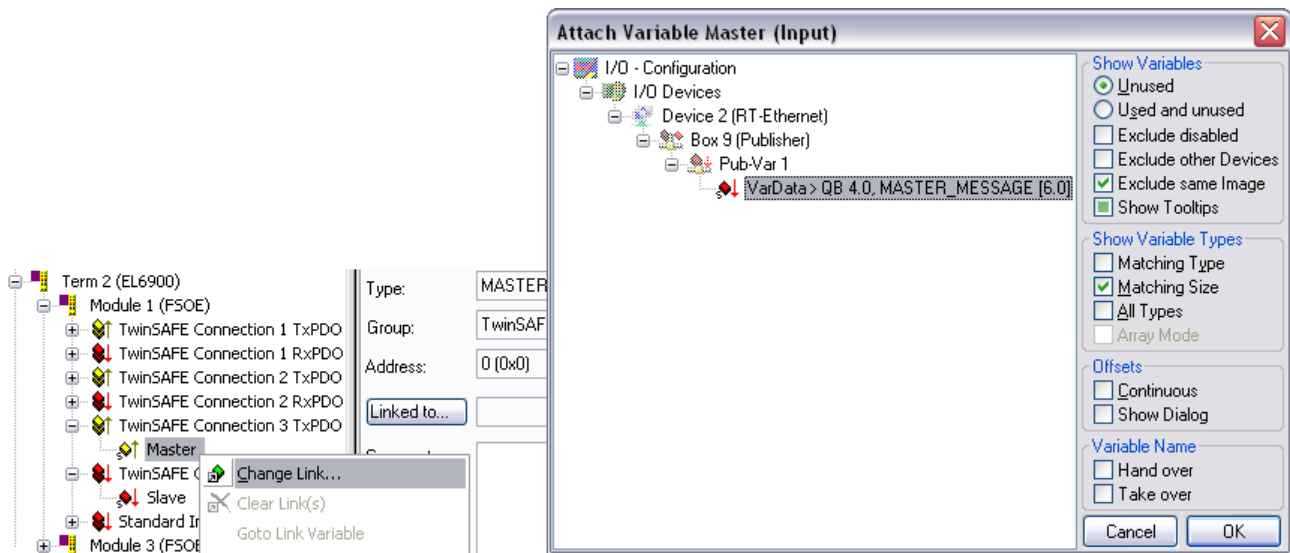 Attach Variable Master (Input)
I/O - Configuration
I/O Devices
Device 2 (RT-Ethernet)
Box 9 (Publisher)
Pub-Var 1
VarData > QB 4.0, MASTER_MESSAGE [6.0]
Show Variables
Unused
Used and unused
Exclude disabled
Exclude other Devices
Exclude same Image
Show Tooltips
Show Variable Types
Matching Type
Matching Size
All Types
Array Mode
Offsets
Continuous
Show Dialog
Variable Name
Hand over
Take over
Cancel
OK
Term 2 (EL6900)
Module 1 (FSOE)
TwinSAFE Connection 1 TxPDO
TwinSAFE Connection 1 RxPDO
TwinSAFE Connection 2 TxPDO
TwinSAFE Connection 2 RxPDO
TwinSAFE Connection 3 TxPDO
Master
TwinSAFE C
Slave
Standard Ir
Module 3 (FSOE
Change Link...
Clear Link(s)
Goto Link Variable
Type:
MASTER
Group:
TwinSAF
Address:
0 (0x0)
Linked to...